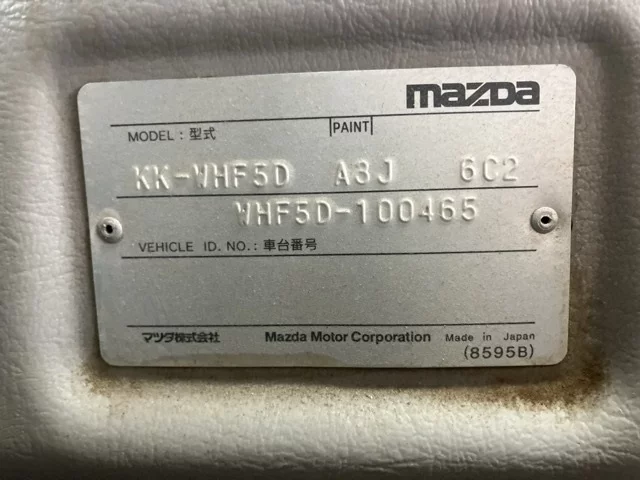 mazda
MODEL : 型式 PAINT
KK-WHF5D A3J 6C2
WHF5D-100465
VEHICLE ID. NO. : 車台番号
マツダ株式会社 Mazda Motor Corporation Made in Japan
(8595B)